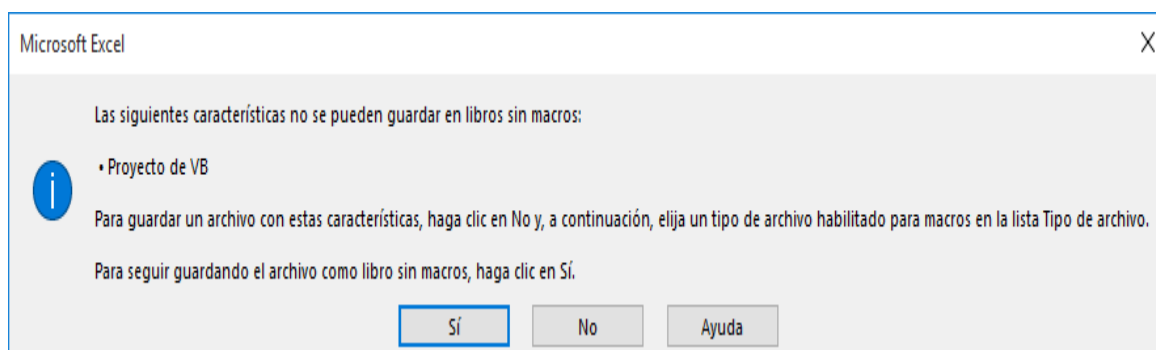 Microsoft Excel
X
Las siguientes características no se pueden guardar en libros sin macros:
• Proyecto de VB
Para guardar un archivo con estas características, haga clic en No y, a continuación, elija un tipo de archivo habilitado para macros en la lista Tipo de archivo.
Para seguir guardando el archivo como libro sin macros, haga clic en Sí.
Sí No Ayuda